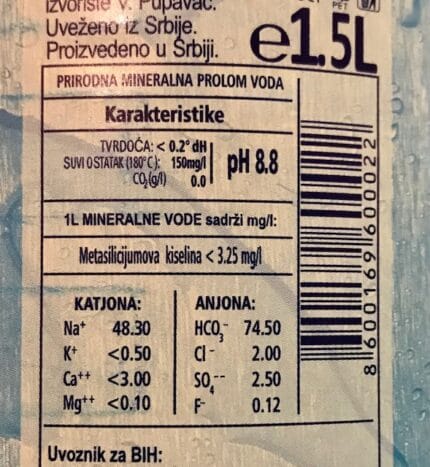 Izvorište V. Pupavac.
Uveženo iz Srbije.
Proizvedeno u Srbiji.
PET
e1.5L
PRIRODNA MINERALNA PROLOM VODA
Karakteristike
TVRDOĆA: < 0.2° dH
SUVI OSTATAK (180°C): 150mg/l
CO₂(g/l) 0.0
pH 8.8
1L MINERALNE VODE sadrži mg/l:
Metasilicijumova kiselina < 3.25 mg/l
KATJONA:
Na⁺ 48.30
K⁺ <0.50
Ca⁺⁺ <3.00
Mg⁺⁺ <0.10
ANJONA:
HCO₃⁻ 74.50
Cl⁻ 2.00
SO₄⁻⁻ 2.50
F⁻ 0.12
8600169600022
Uvoznik za BIH: